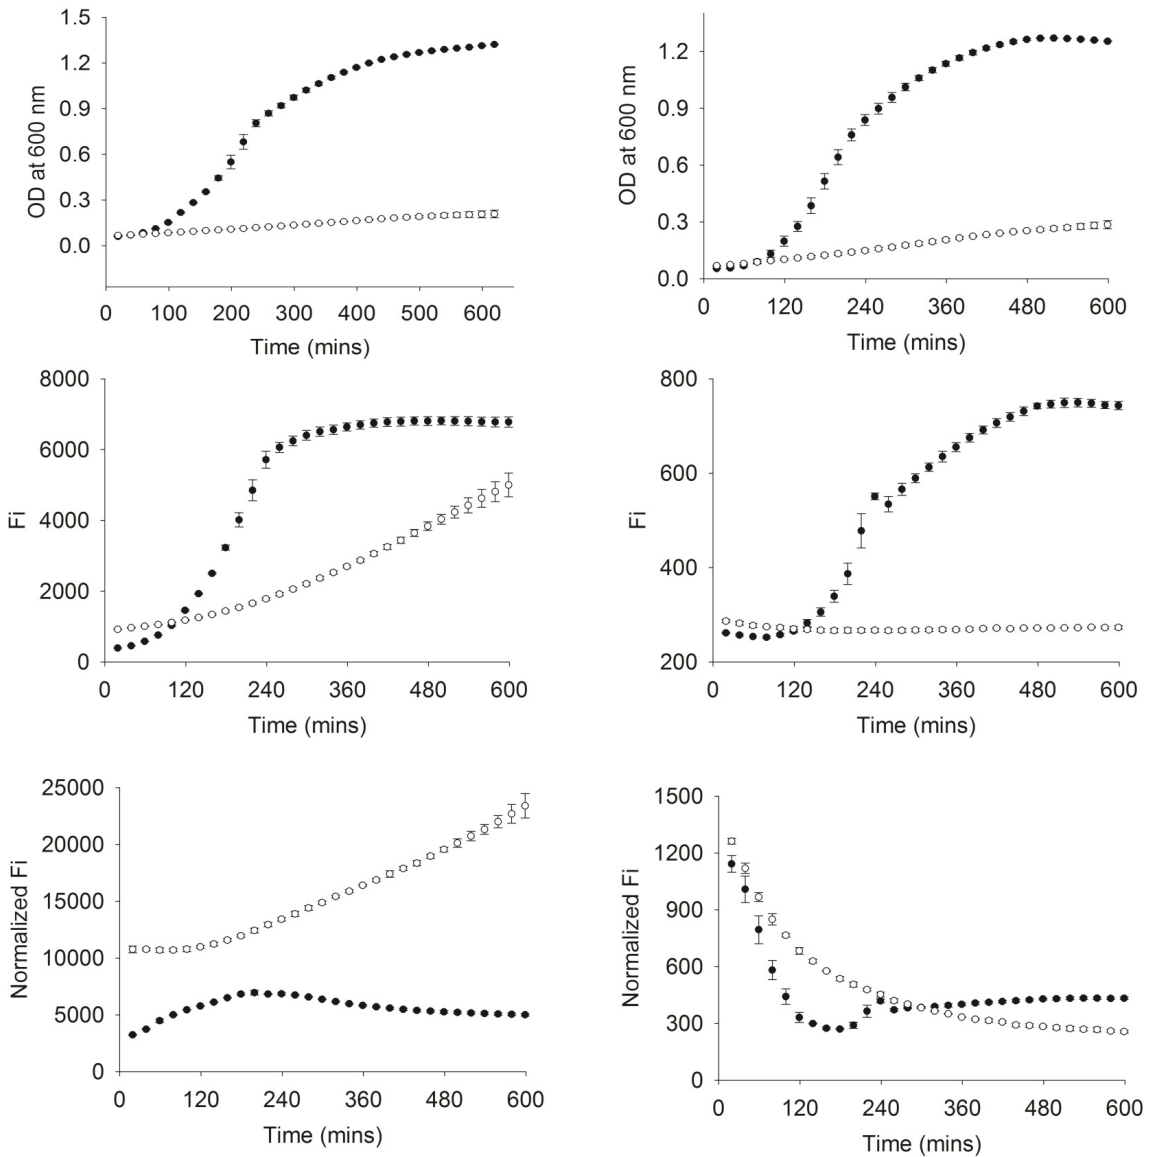 OD at 600 nm
1.5
1.2
0.9
0.6
0.3
0.0
0 100 200 300 400 500 600
Time (mins)
OD at 600 nm
1.2
0.9
0.6
0.3
0.0
0 120 240 360 480 600
Time (mins)
Fi
8000
6000
4000
2000
0
0 120 240 360 480 600
Time (mins)
Fi
800
600
400
200
0 120 240 360 480 600
Time (mins)
Normalized Fi
25000
20000
15000
10000
5000
0
0 120 240 360 480 600
Time (mins)
Normalized Fi
1500
1200
900
600
300
0
0 120 240 360 480 600
Time (mins)